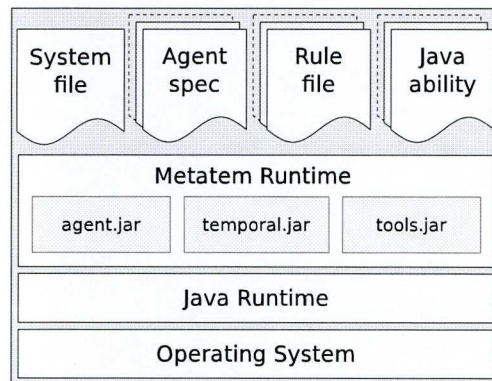 System
file
Agent
spec
Rule
file
Java
ability
Metatem Runtime
agent.jar
temporal.jar
tools.jar
Java Runtime
Operating System